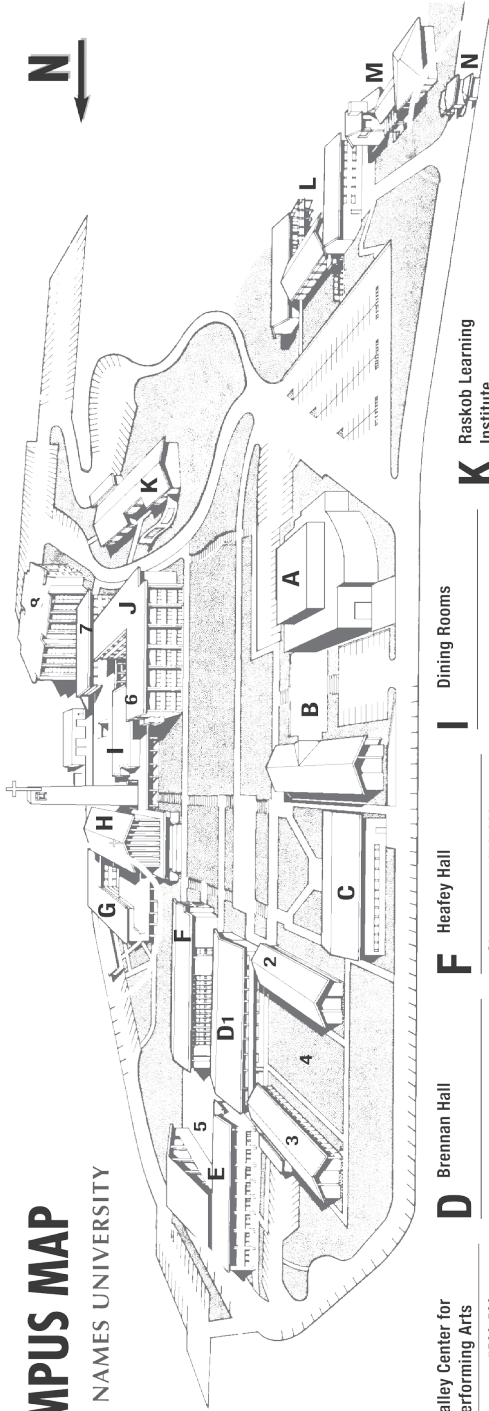 MPUS MAP
NAMES UNIVERSITY
N
8
7
K
J
6
I
H
G
F
D1
5
E
2
4
3
C
B
A
L
M
N
alley Center for
erforming Arts
D Brennan Hall
F Heafey Hall
I Dining Rooms
K Raskob Learning
Institute